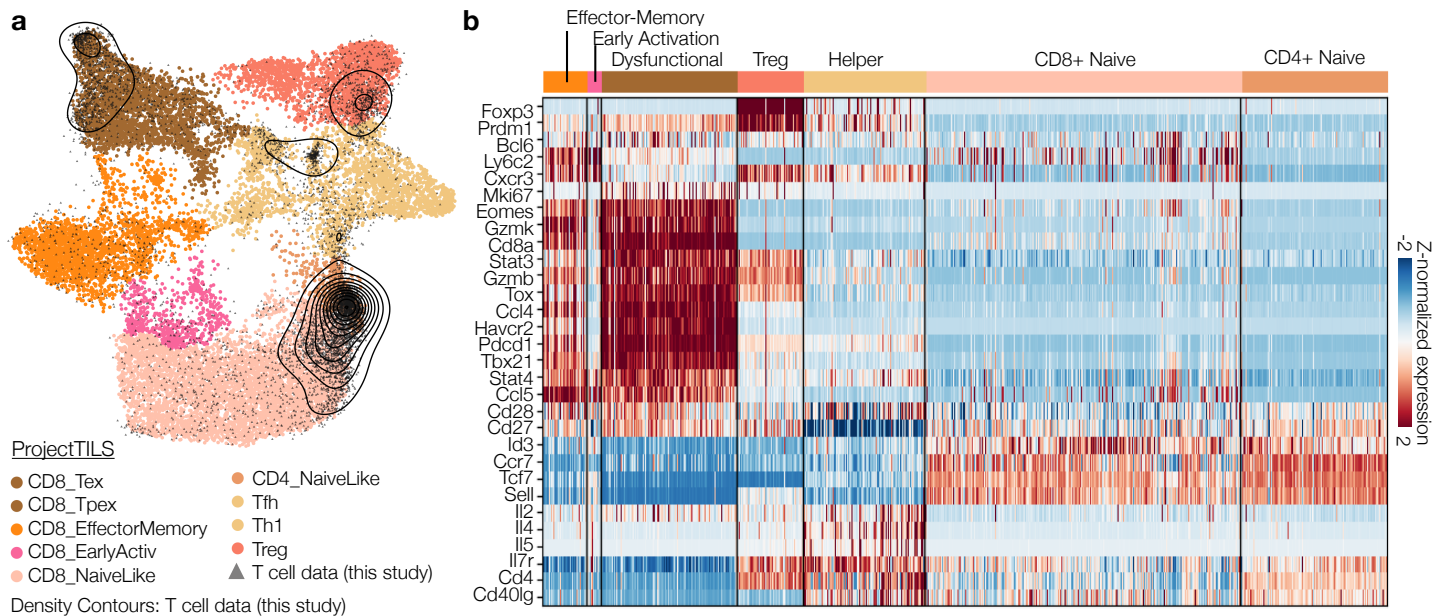 a
ProjectTILS
CD8_Tex
CD8_Tpex
CD8_EffectorMemory
CD8_EarlyActiv
CD8_NaiveLike
CD4_NaiveLike
Tfh
Th1
Treg
T cell data (this study)
Density Contours: T cell data (this study)
b
Effector-Memory
Early Activation
Dysfunctional
Treg
Helper
CD8+ Naive
CD4+ Naive
Foxp3
Prdm1
Bcl6
Ly6c2
Cxcr3
Mki67
Eomes
Gzmk
Cd8a
Stat3
Gzmb
Tox
Ccl4
Havcr2
Pdcd1
Tbx21
Stat4
Ccl5
Cd28
Cd27
Id3
Ccr7
Tcf7
Sell
Il2
Il4
Il5
Il7r
Cd4
Cd40lg
Z-normalized expression
-2
2